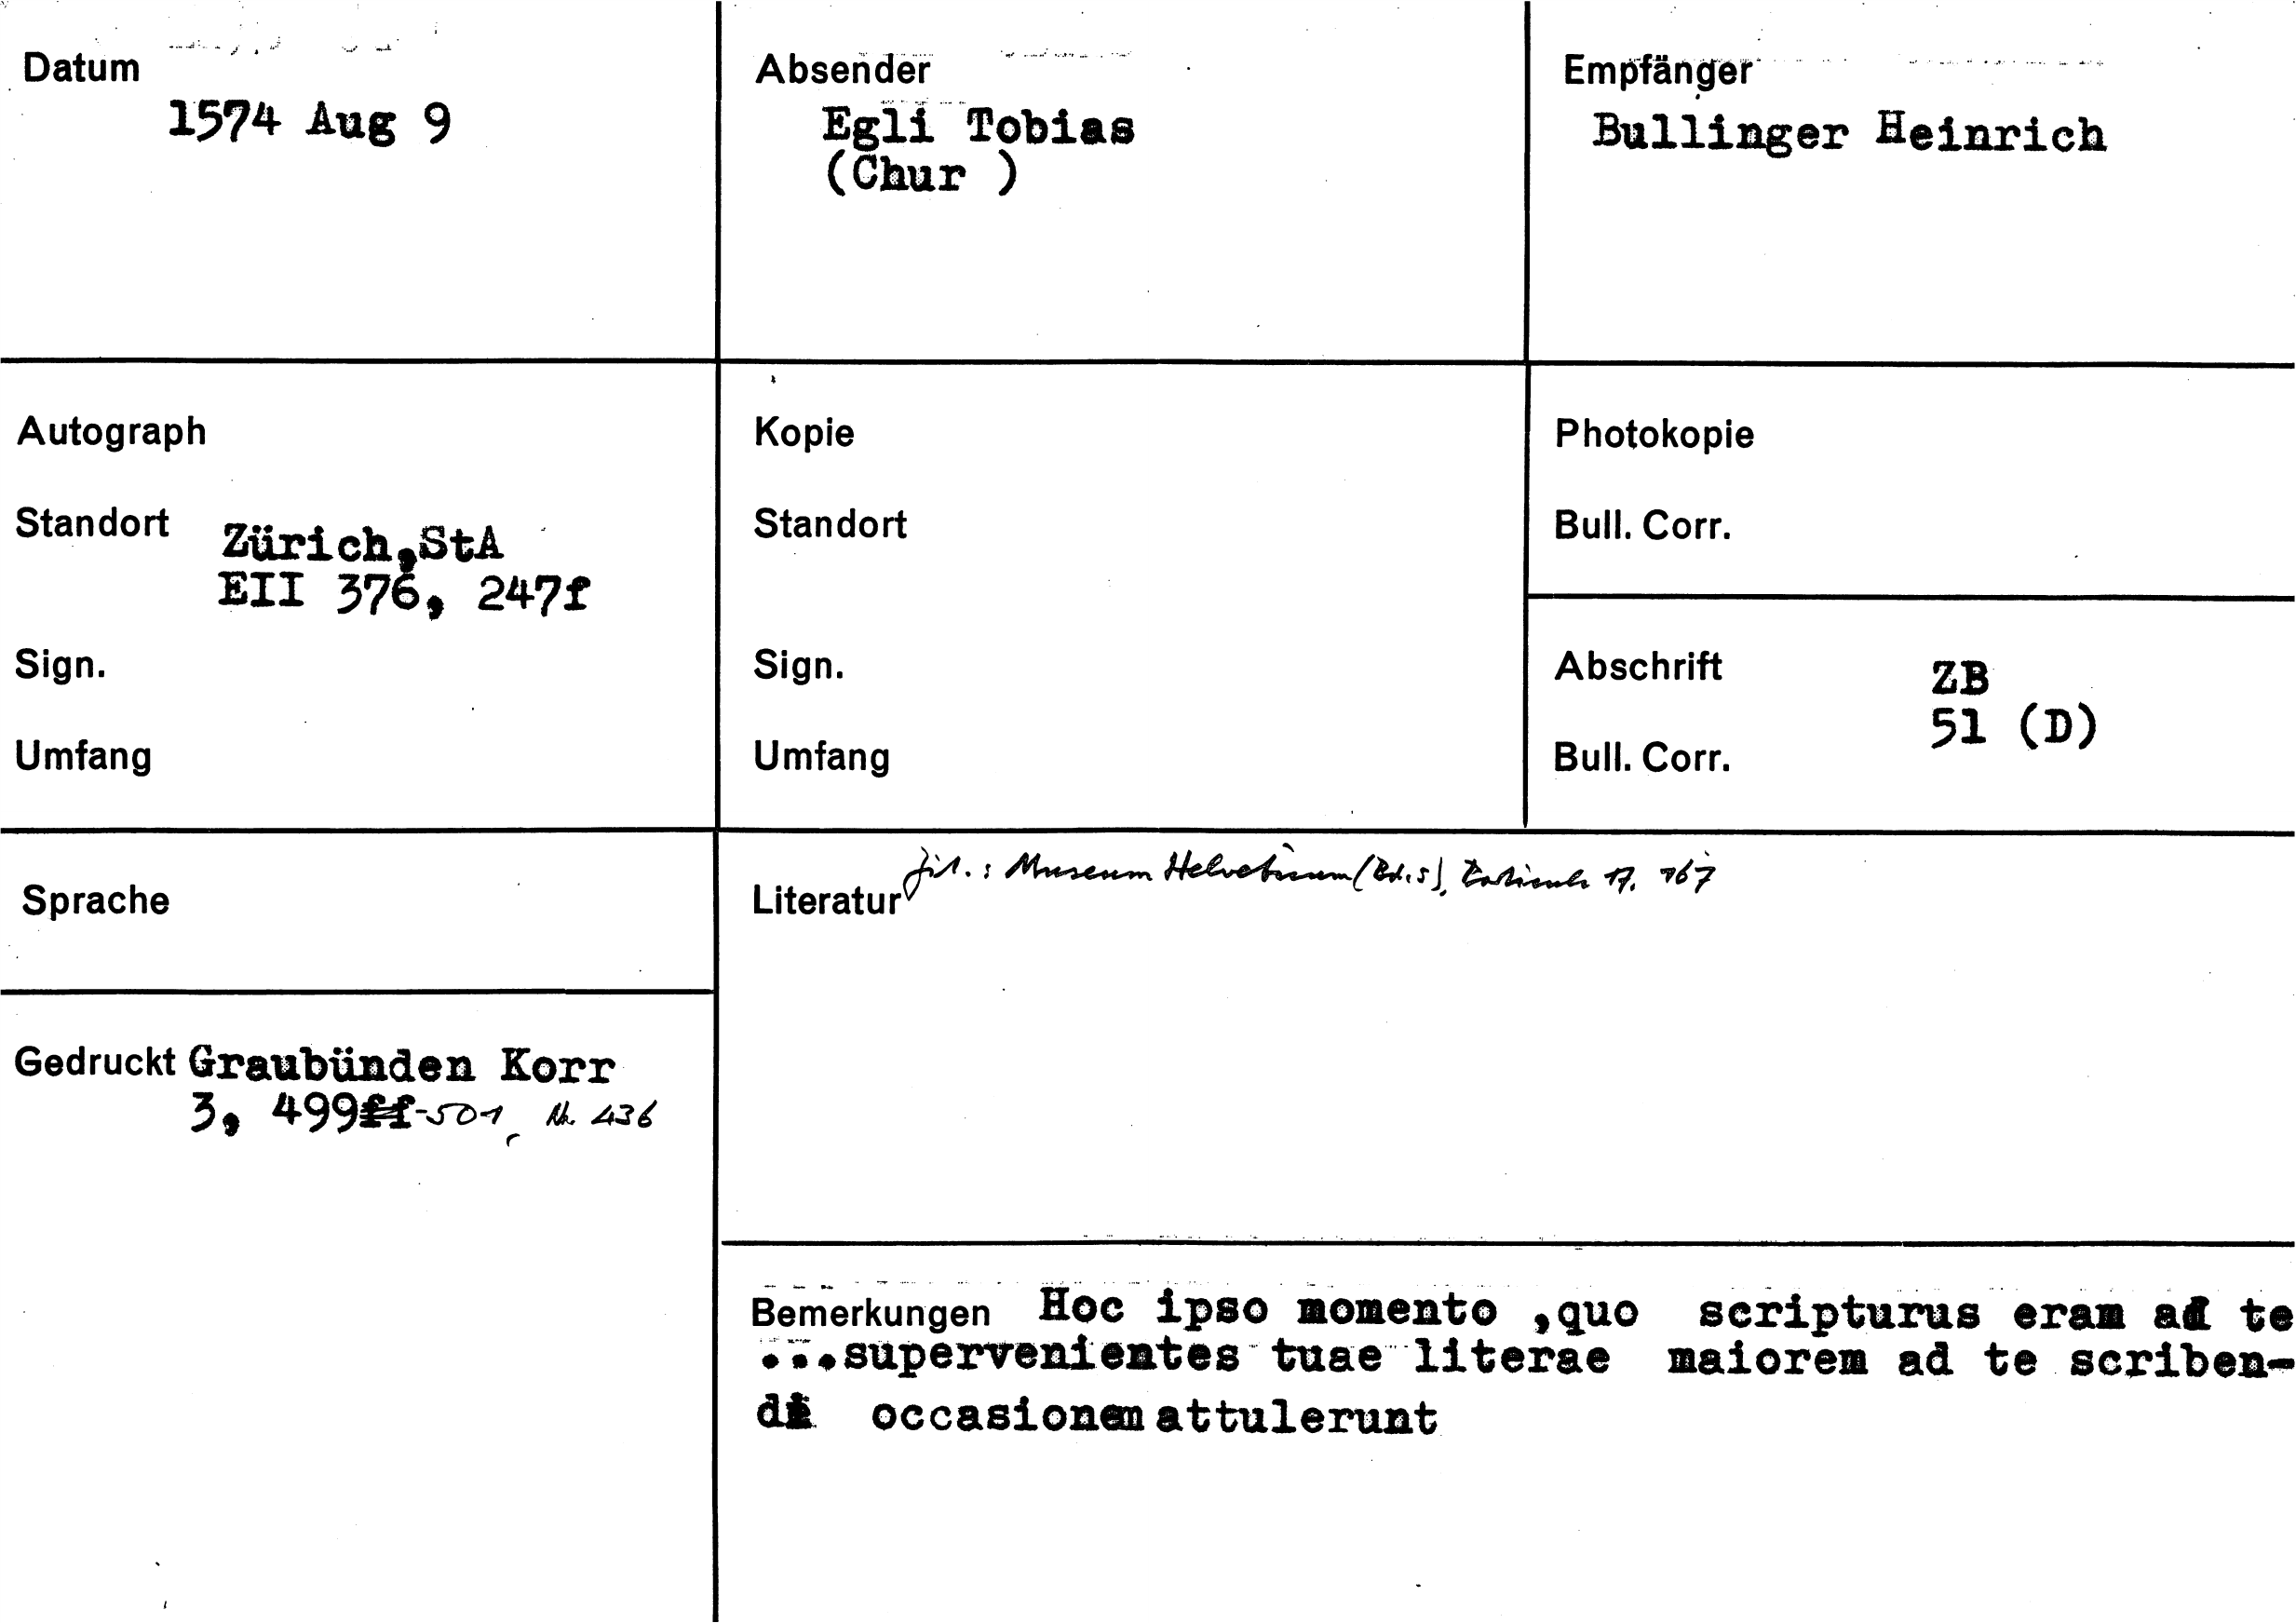 Datum
1574 Aug 9
Absender
Egli Tobias
(Chur )
Empfänger
Bullinger Heinrich
Autograph
Standort
Zürich,StA
EII 376, 247f
Sign.
Umfang
Kopie
Standort
Sign.
Umfang
Photokopie
Bull. Corr.
Abschrift
ZB
51 (D)
Bull. Corr.
Sprache
Literatur zit.: Museum Helveticum (Bd. 5), 17. 167
Gedruckt Graubünden Korr
3, 499ff-501, Nr. 436
Bemerkungen Hoc ipso momento ,quo scripturus eram ad te
...supervenientes tuae literae maiorem ad te scriben-
di occasionem attulerunt